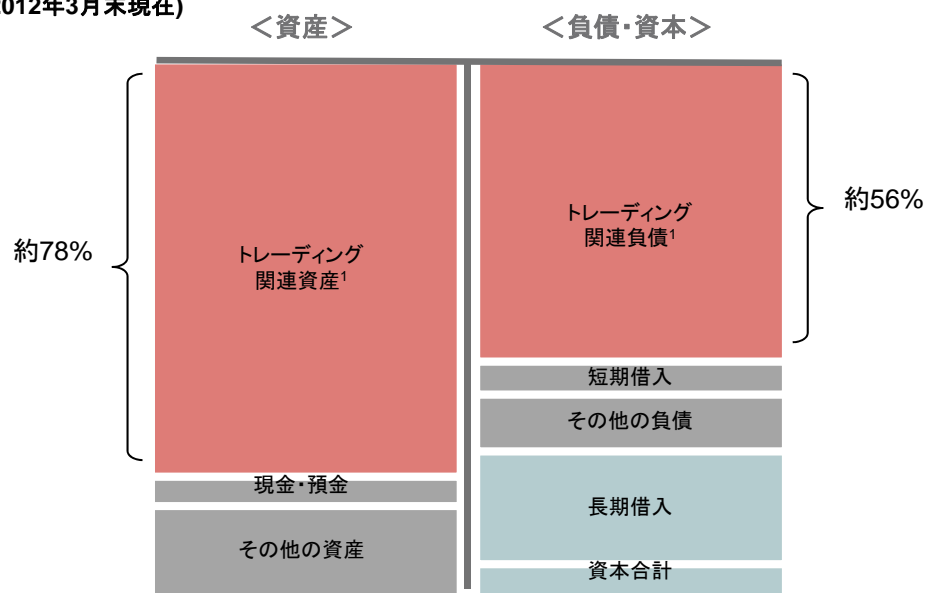 2012年3月末現在)
＜資産＞
＜負債・資本＞
約78%
トレーディング
関連資産¹
現金・預金
その他の資産
トレーディング
関連負債¹
約56%
短期借入
その他の負債
長期借入
資本合計